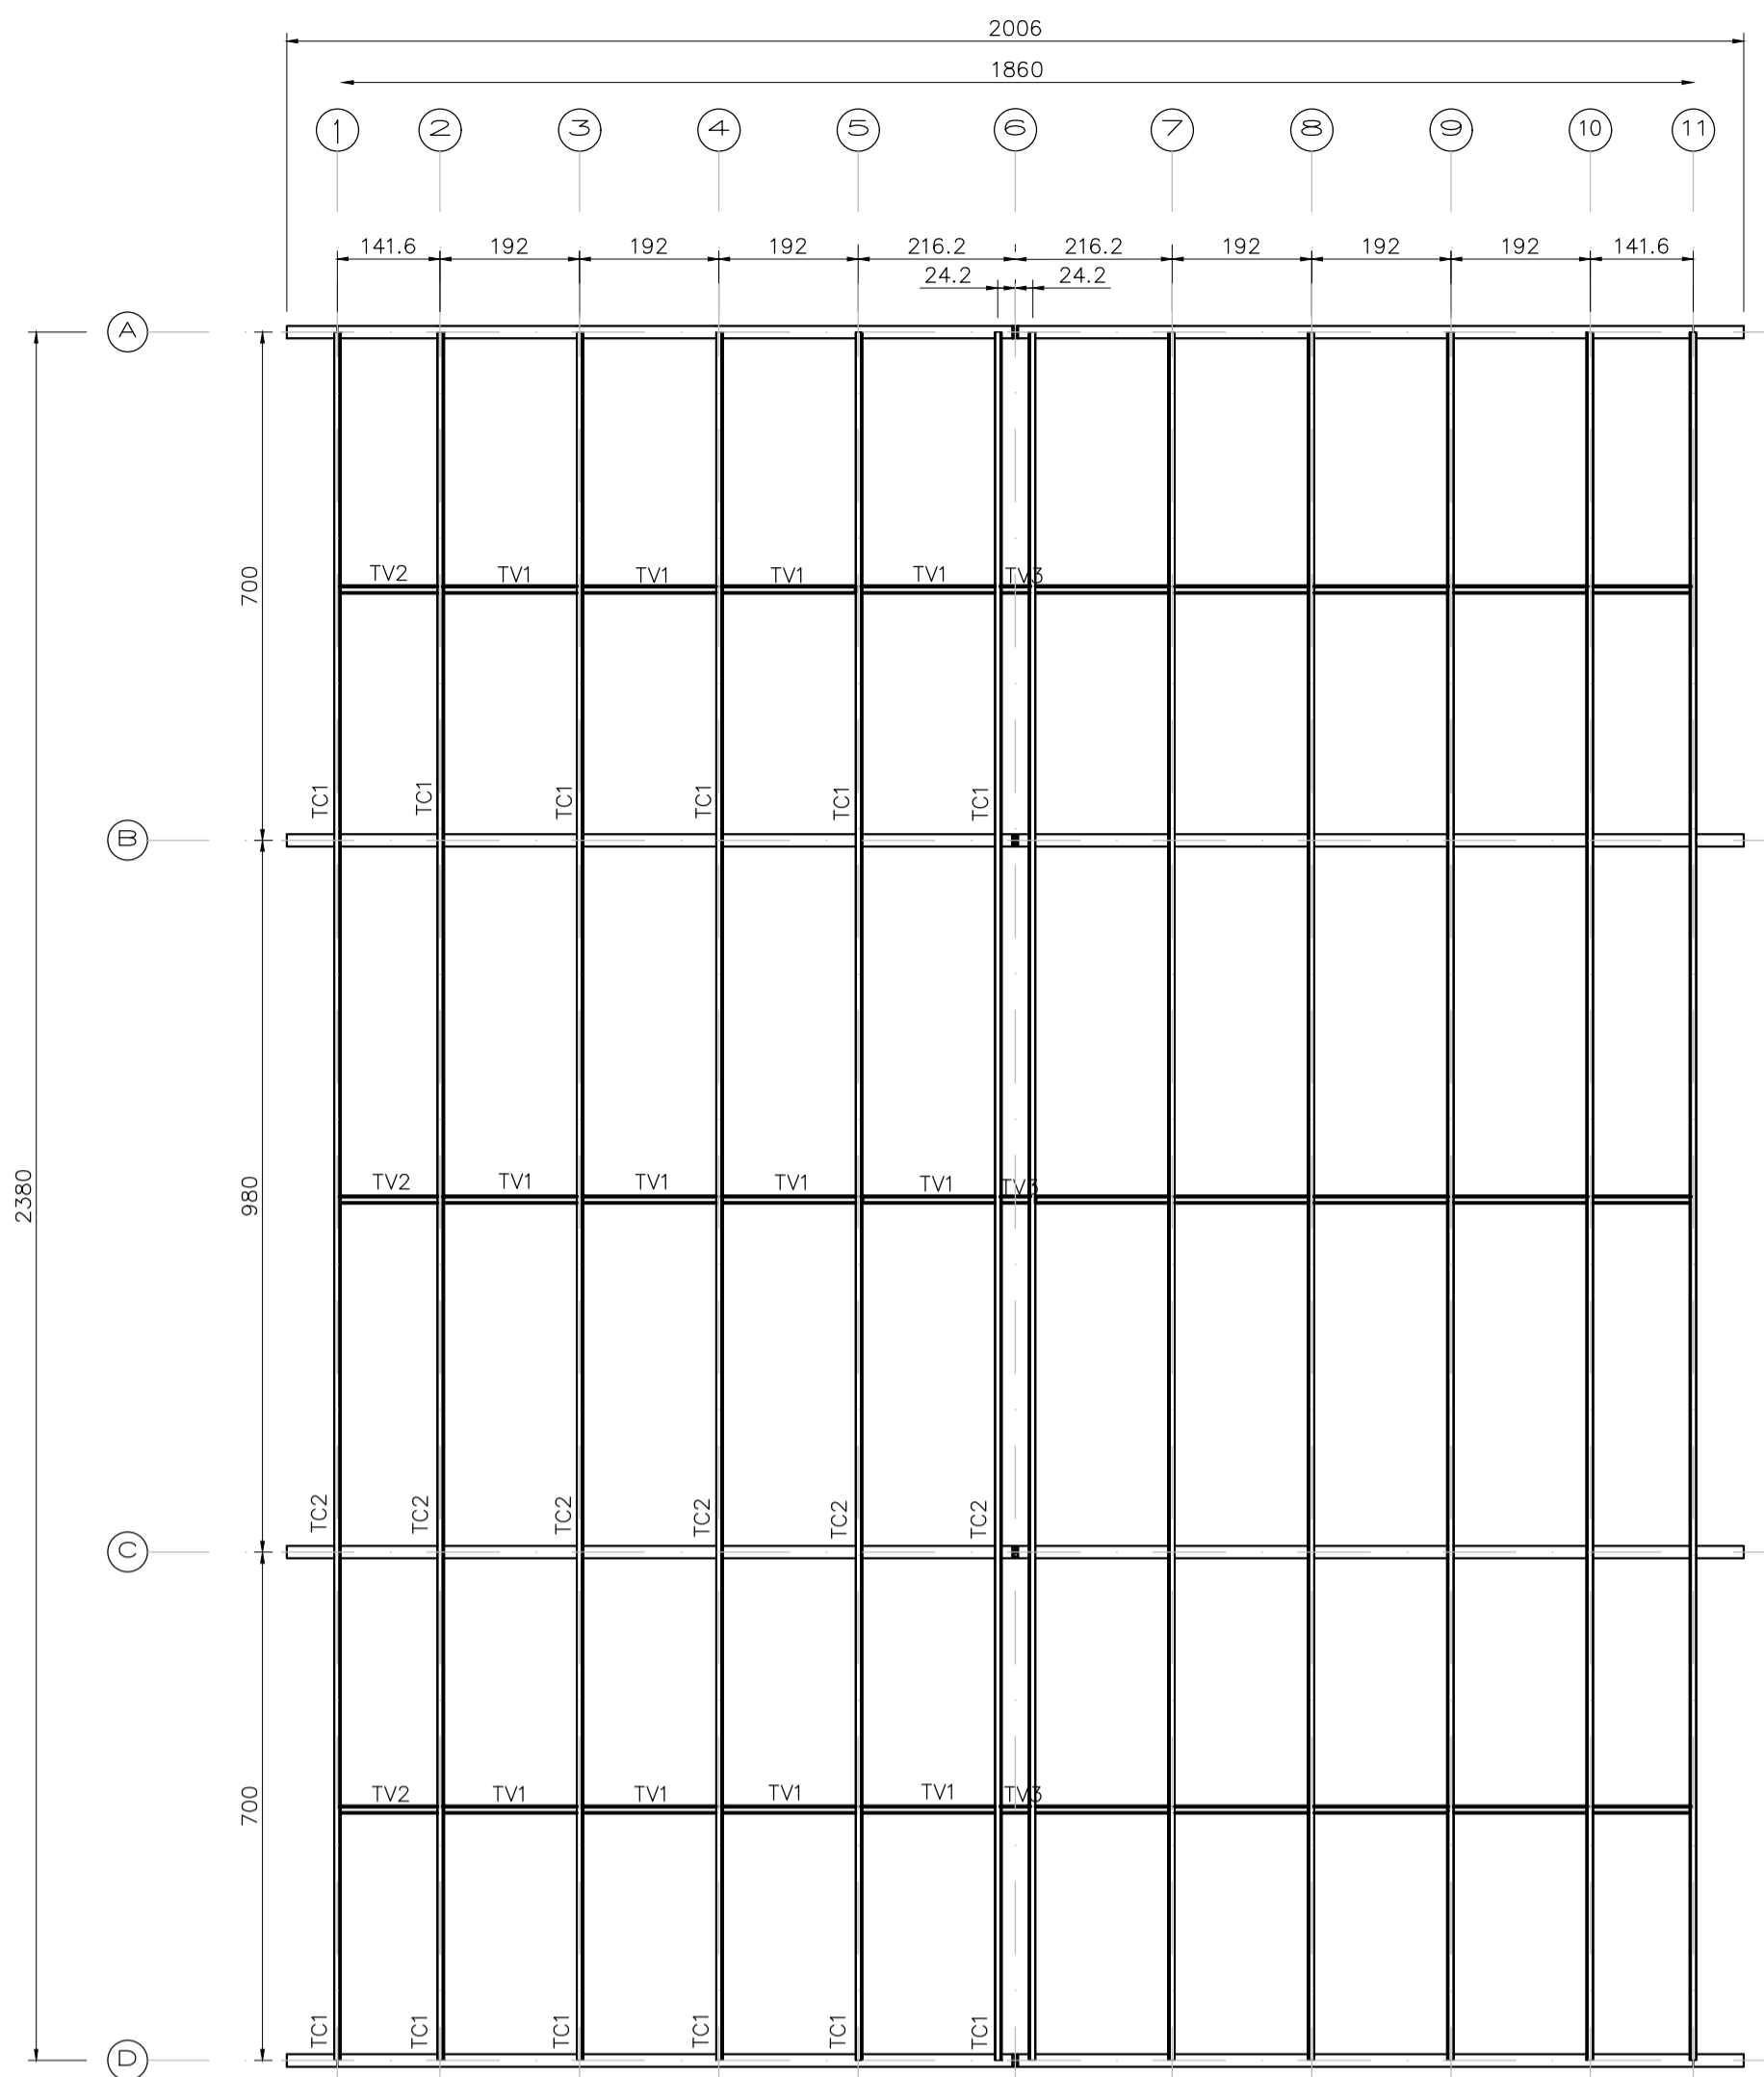 2006
1860
1 2 3 4 5 6 7 8 9 10 11
141.6 192 192 192 216.2 216.2 192 192 192 141.6
24.2 24.2
A
700
TV2 TV1 TV1 TV1 TV1 TV3
TC1 TC1 TC1 TC1 TC1 TC1
B
2380
980
TV2 TV1 TV1 TV1 TV1 TV3
TC2 TC2 TC2 TC2 TC2 TC2
C
700
TV2 TV1 TV1 TV1 TV1 TV3
TC1 TC1 TC1 TC1 TC1 TC1
D